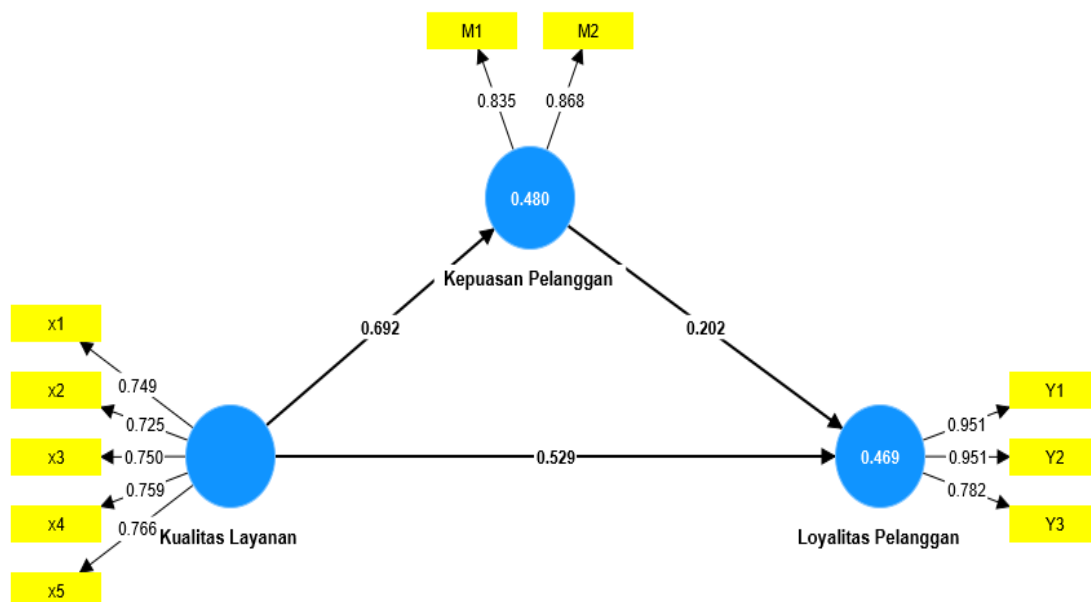 M1 M2
0.835 0.868
0.480
Kepuasan Pelanggan
0.692
0.202
x1
0.749
x2
0.725
x3
0.750
x4
0.759
x5
0.766
Kualitas Layanan
0.529
0.469
Loyalitas Pelanggan
Y1
0.951
Y2
0.951
Y3
0.782